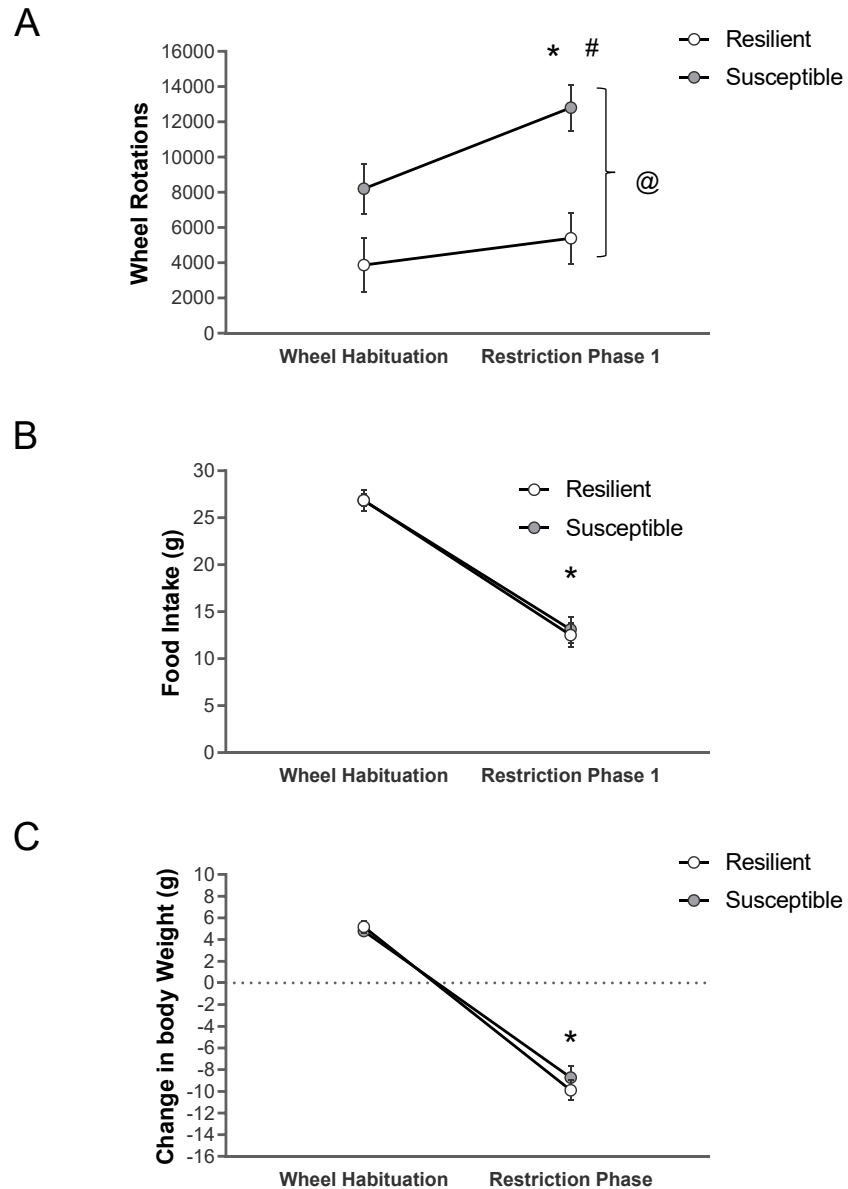 A
Wheel Rotations
16000
14000
12000
10000
8000
6000
4000
2000
0
* #
@
Resilient
Susceptible
Wheel Habituation Restriction Phase 1
B
Food Intake (g)
30
25
20
15
10
5
0
Resilient
Susceptible
*
Wheel Habituation Restriction Phase 1
C
Change in body Weight (g)
10
8
6
4
2
0
-2
-4
-6
-8
-10
-12
-14
-16
Resilient
Susceptible
*
Wheel Habituation Restriction Phase